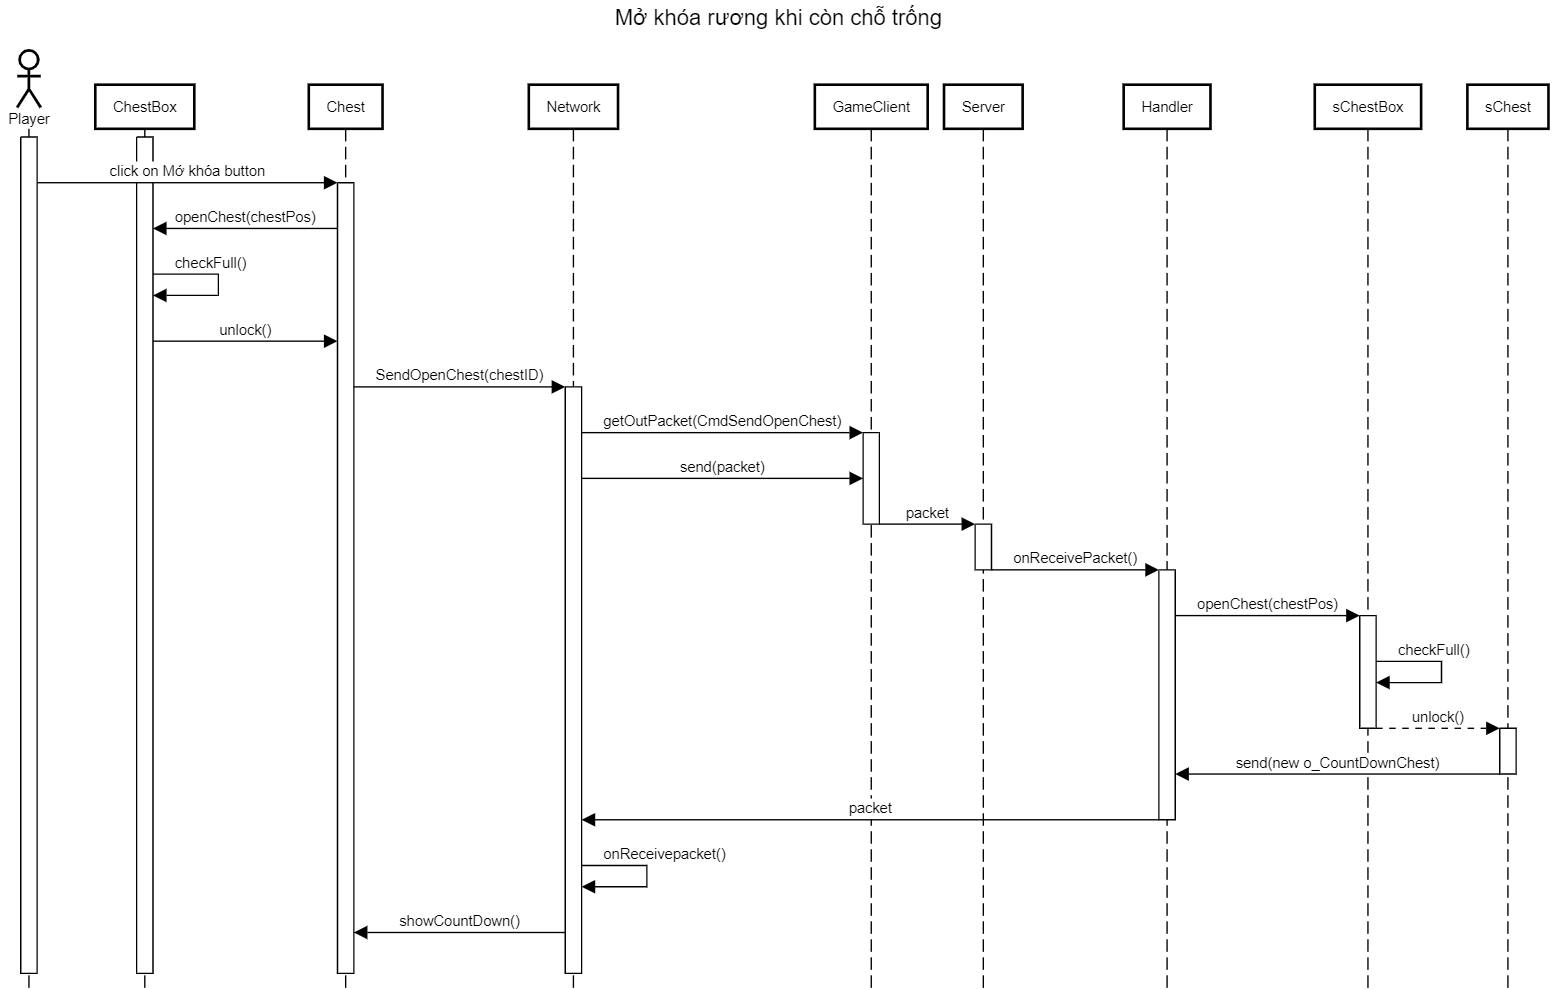 Mở khóa rương khi còn chỗ trống
Player
ChestBox
Chest
Network
GameClient
Server
Handler
sChestBox
sChest
click on Mớ khóa button
openChest(chestPos)
checkFull()
unlock()
SendOpenChest(chestID)
getOutPacket(CmdSendOpenChest)
send(packet)
packet
onReceivePacket()
openChest(chestPos)
checkFull()
unlock()
send(new o_CountDownChest)
packet
onReceivepacket()
showCountDown()